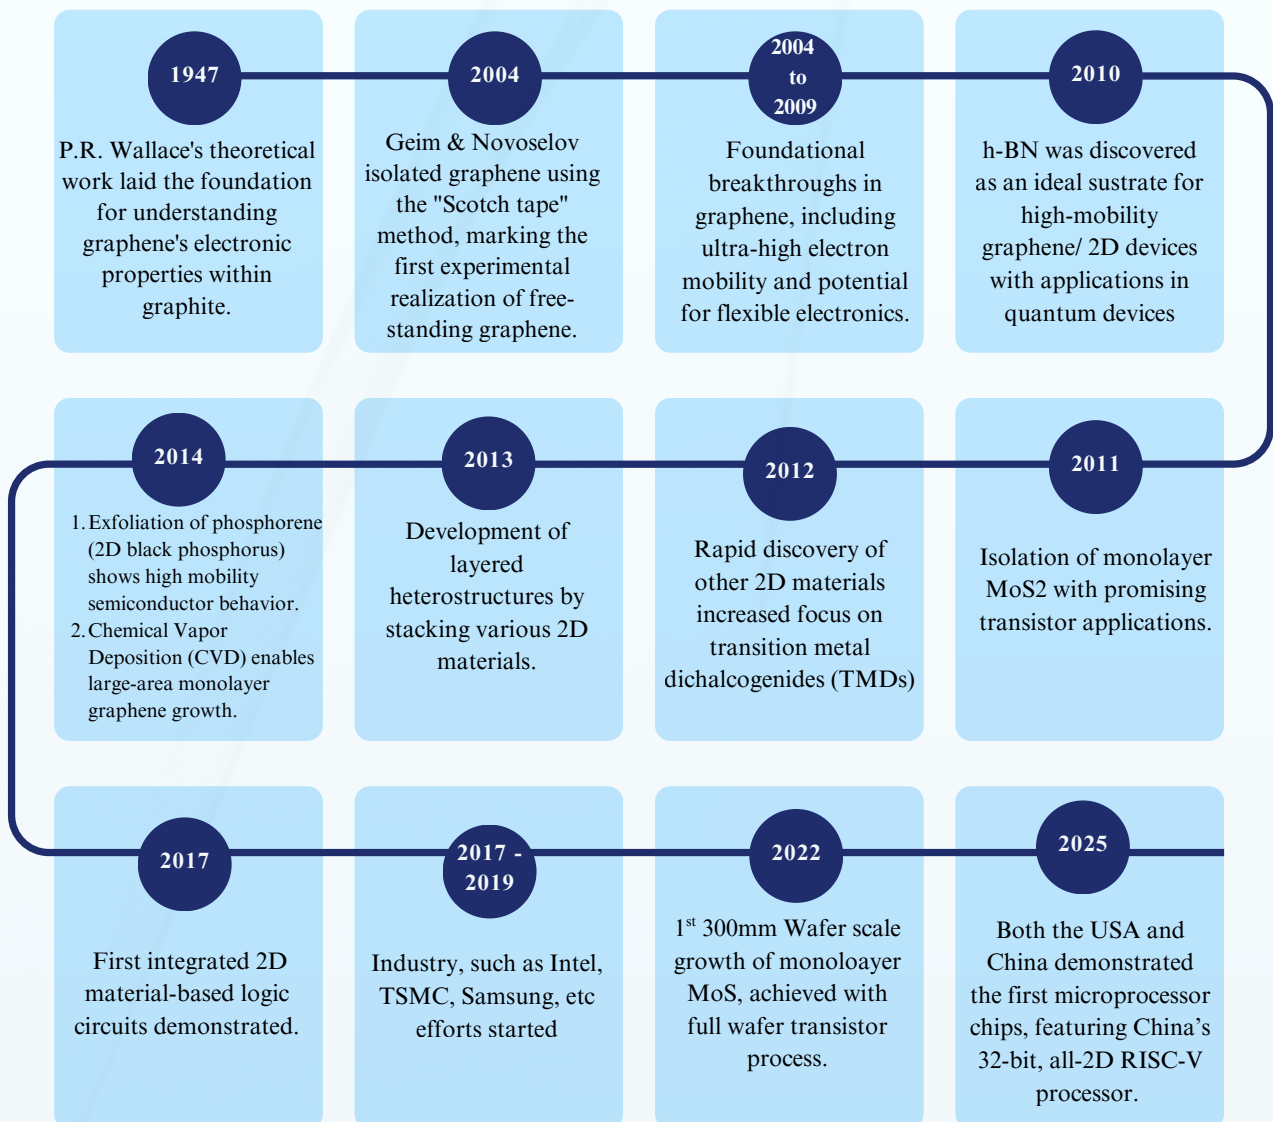 1947
P.R. Wallace's theoretical
work laid the foundation
for understanding
graphene's electronic
properties within
graphite.
2004
Geim & Novoselov
isolated graphene using
the "Scotch tape"
method, marking the
first experimental
realization of free-
standing graphene.
2004
to
2009
Foundational
breakthroughs in
graphene, including
ultra-high electron
mobility and potential
for flexible electronics.
2010
h-BN was discovered
as an ideal sustrate for
high-mobility
graphene/ 2D devices
with applications in
quantum devices
2011
Isolation of monolayer
MoS2 with promising
transistor applications.
2012
Rapid discovery of
other 2D materials
increased focus on
transition metal
dichalcogenides (TMDs)
2013
Development of
layered
heterostructures by
stacking various 2D
materials.
2014
1. Exfoliation of phosphorene
(2D black phosphorus)
shows high mobility
semiconductor behavior.
2. Chemical Vapor
Deposition (CVD) enables
large-area monolayer
graphene growth.
2017
First integrated 2D
material-based logic
circuits demonstrated.
2017 -
2019
Industry, such as Intel,
TSMC, Samsung, etc
efforts started
2022
1st 300mm Wafer scale
growth of monoloayer
MoS, achieved with
full wafer transistor
process.
2025
Both the USA and
China demonstrated
the first microprocessor
chips, featuring China’s
32-bit, all-2D RISC-V
processor.